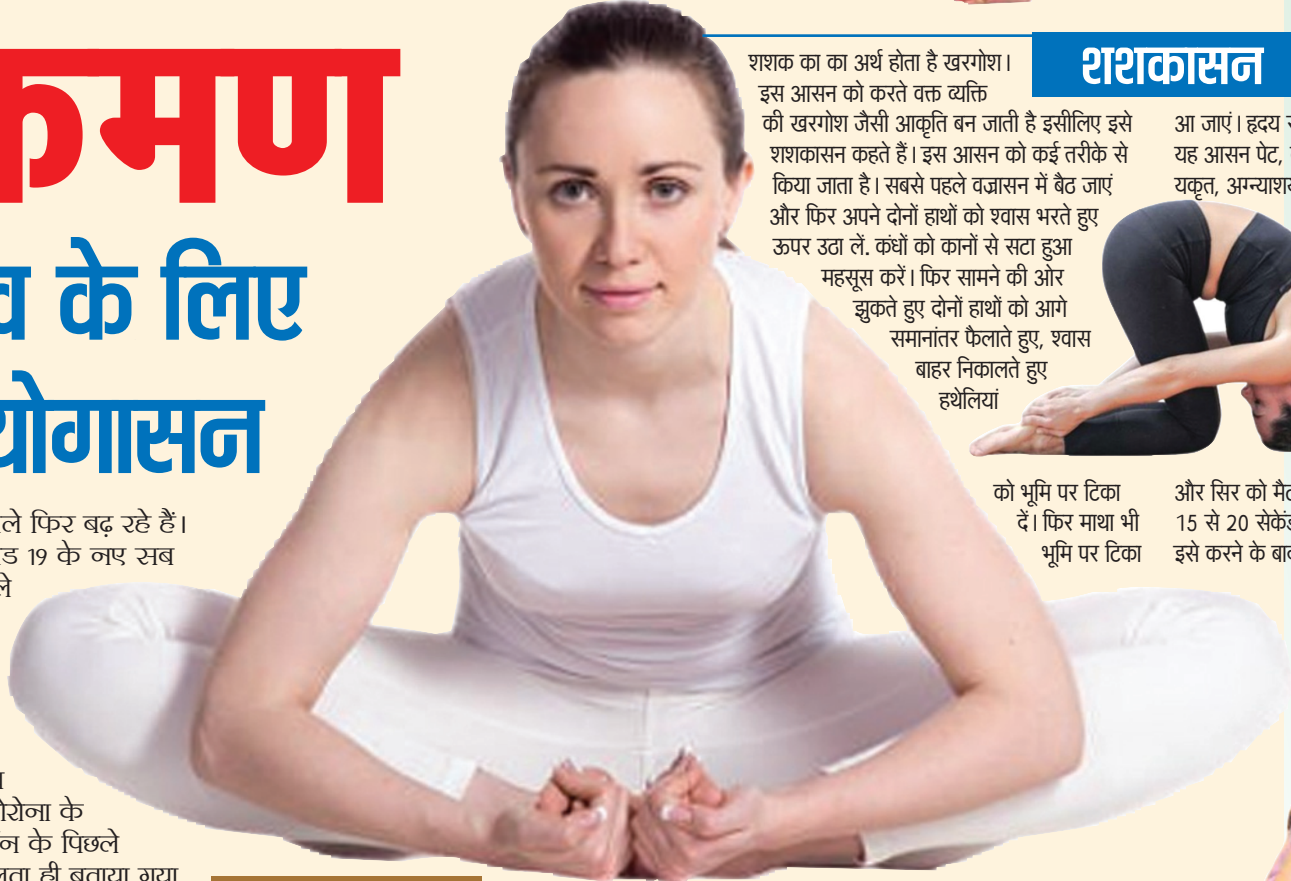 के लिए
योगासन
फिर बढ़ रहे हैं।
19 के नए सब
के
न के पिछले
ही बताया गया
शशकासन
शशक का का अर्थ होता है खरगोश।
इस आसन को करते वक्त व्यक्ति
की खरगोश जैसी आकृति बन जाती है इसीलिए इसे
शशकासन कहते हैं। इस आसन को कई तरीके से
किया जाता है। सबसे पहले वज्रासन में बैठ जाएं
और फिर अपने दोनों हाथों को श्वास भरते हुए
ऊपर उठा लें. कंधों को कानों से सटा हुआ
महसूस करें। फिर सामने की ओर
झुकते हुए दोनों हाथों को आगे
समानांतर फैलाते हुए, श्वास
बाहर निकालते हुए
हथेलियां
को भूमि पर टिका
दें। फिर माथा भी
भूमि पर टिका
आ जाएं। हृदय
यह आसन पेट,
यकृत,
और सिर को
15 से 20
इसे करने के